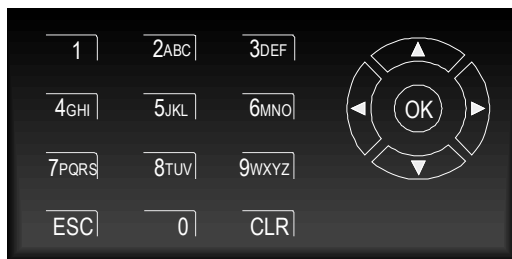 1 2ABC 3DEF
4GHI 5JKL 6MNO OK
7PQRS 8TUV 9WXYZ
ESC 0 CLR